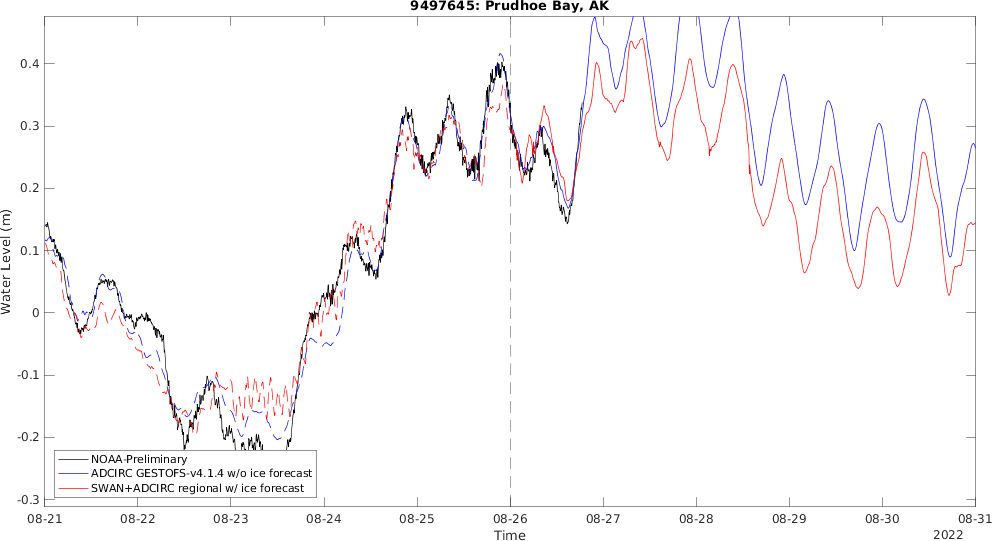 9497645: Prudhoe Bay, AK
Water Level (m)
0.4
0.3
0.2
0.1
0
-0.1
-0.2
-0.3
NOAA-Preliminary
ADCIRC GESTOFS-v4.1.4 w/o ice forecast
SWAN+ADCIRC regional w/ ice forecast
08-21 08-22 08-23 08-24 08-25 08-26 08-27 08-28 08-29 08-30 08-31
Time
2022